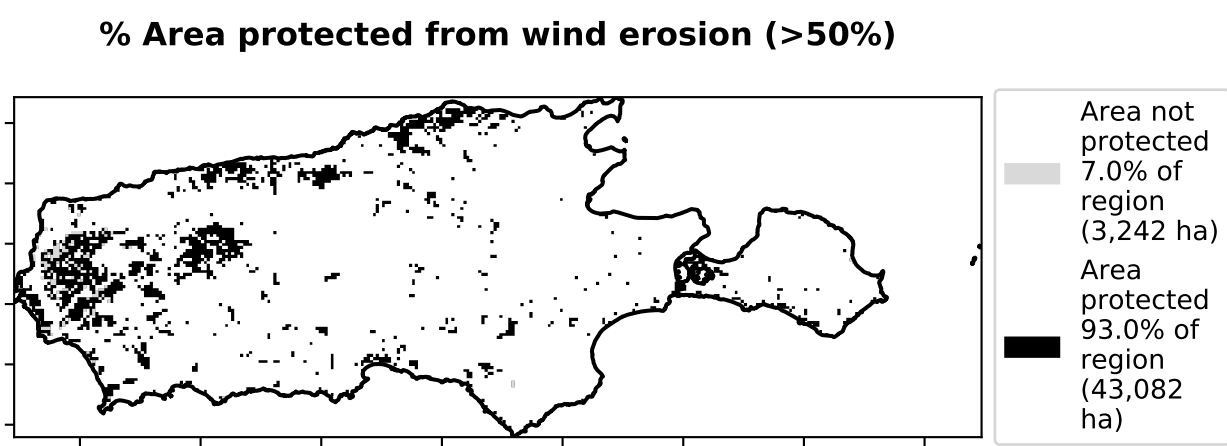 % Area protected from wind erosion (>50%)
Area not
protected
7.0% of
region
(3,242 ha)
Area
protected
93.0% of
region
(43,082
ha)